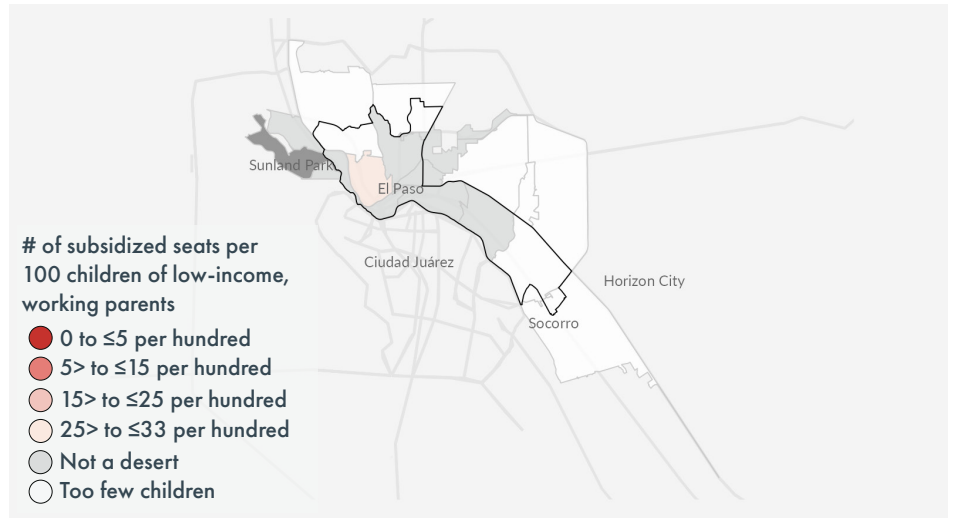 Sunland Park
El Paso
Ciudad Juárez
Horizon City
Socorro
# of subsidized seats per
100 children of low-income,
working parents
0 to ≤5 per hundred
5> to ≤15 per hundred
15> to ≤25 per hundred
25> to ≤33 per hundred
Not a desert
Too few children